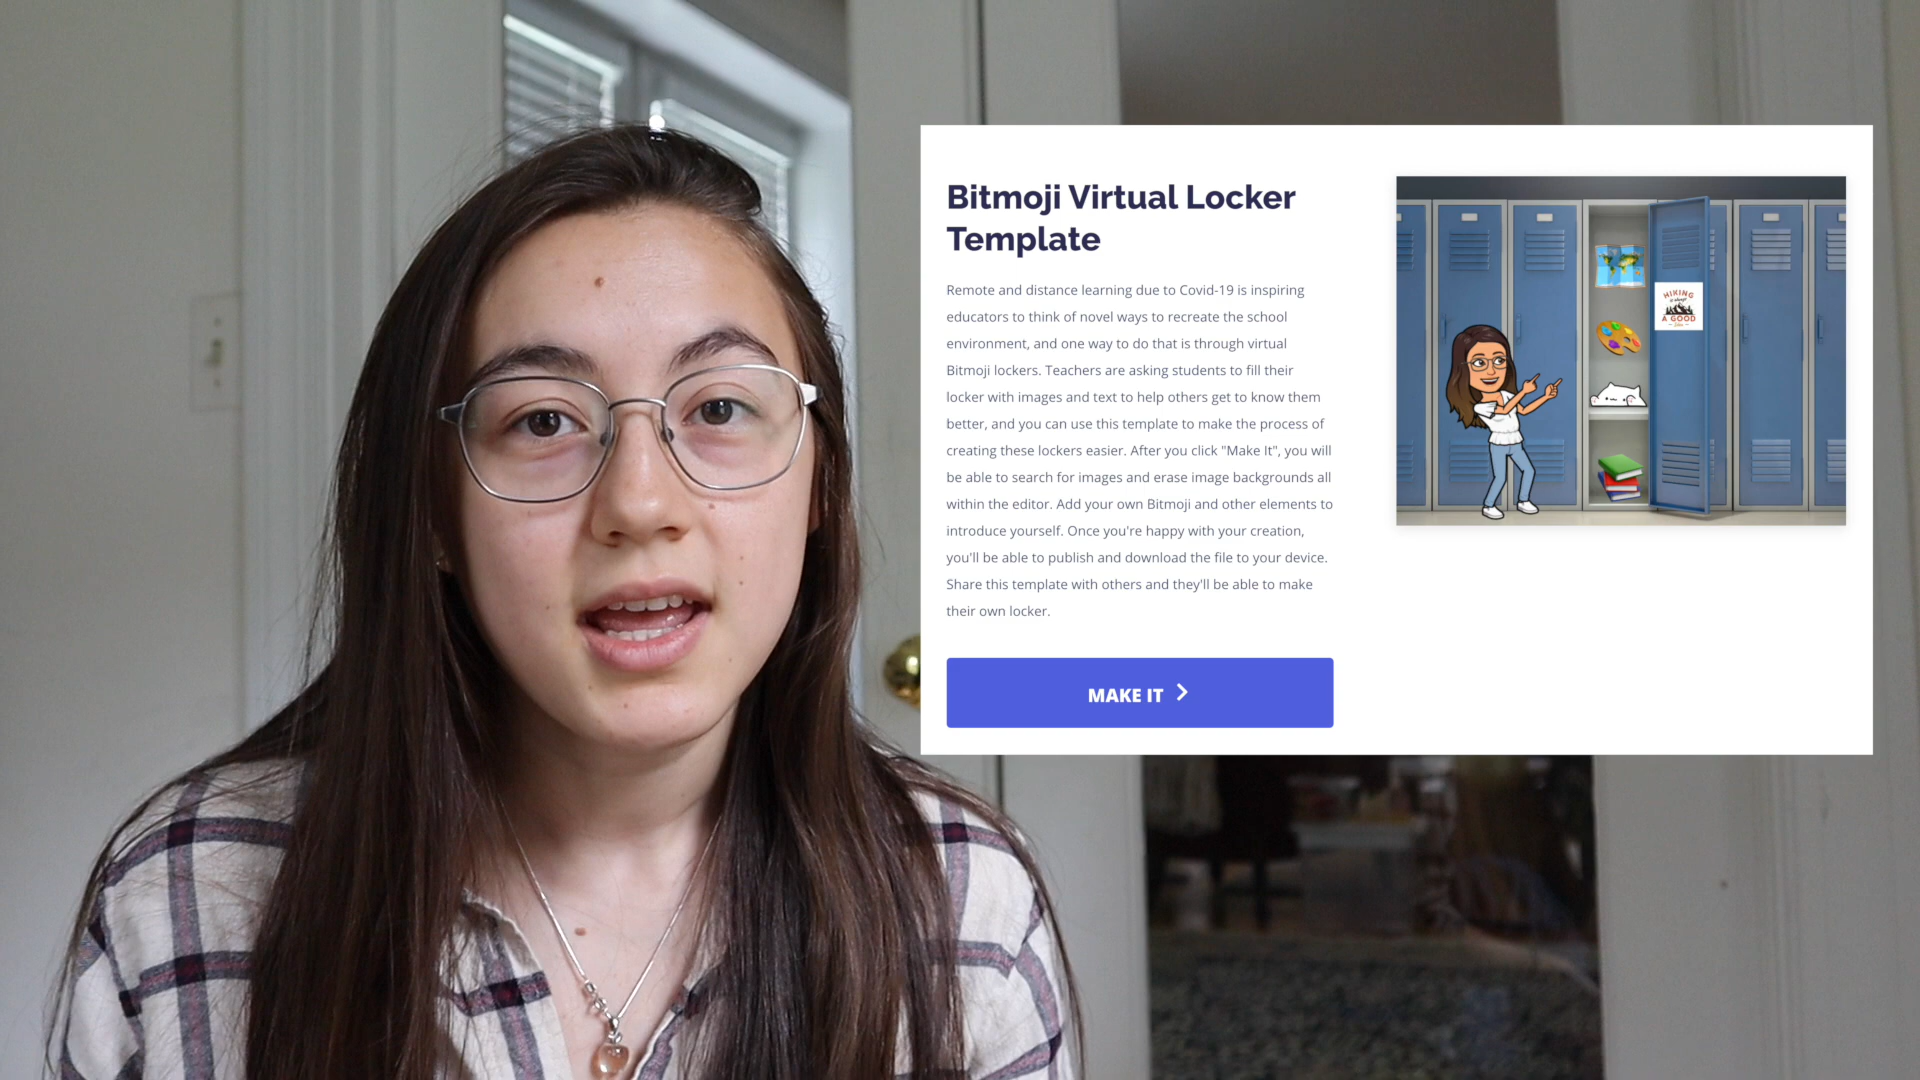 Bitmoji Virtual Locker
Template
Remote and distance learning due to Covid-19 is inspiring
educators to think of novel ways to recreate the school
environment, and one way to do that is through virtual
Bitmoji lockers. Teachers are asking students to fill their
locker with images and text to help others get to know them
better, and you can use this template to make the process of
creating these lockers easier. After you click "Make It", you will
be able to search for images and erase image backgrounds all
within the editor. Add your own Bitmoji and other elements to
introduce yourself. Once you're happy with your creation,
you'll be able to publish and download the file to your device.
Share this template with others and they'll be able to make
their own locker.
MAKE IT
HIKING
A GOOD